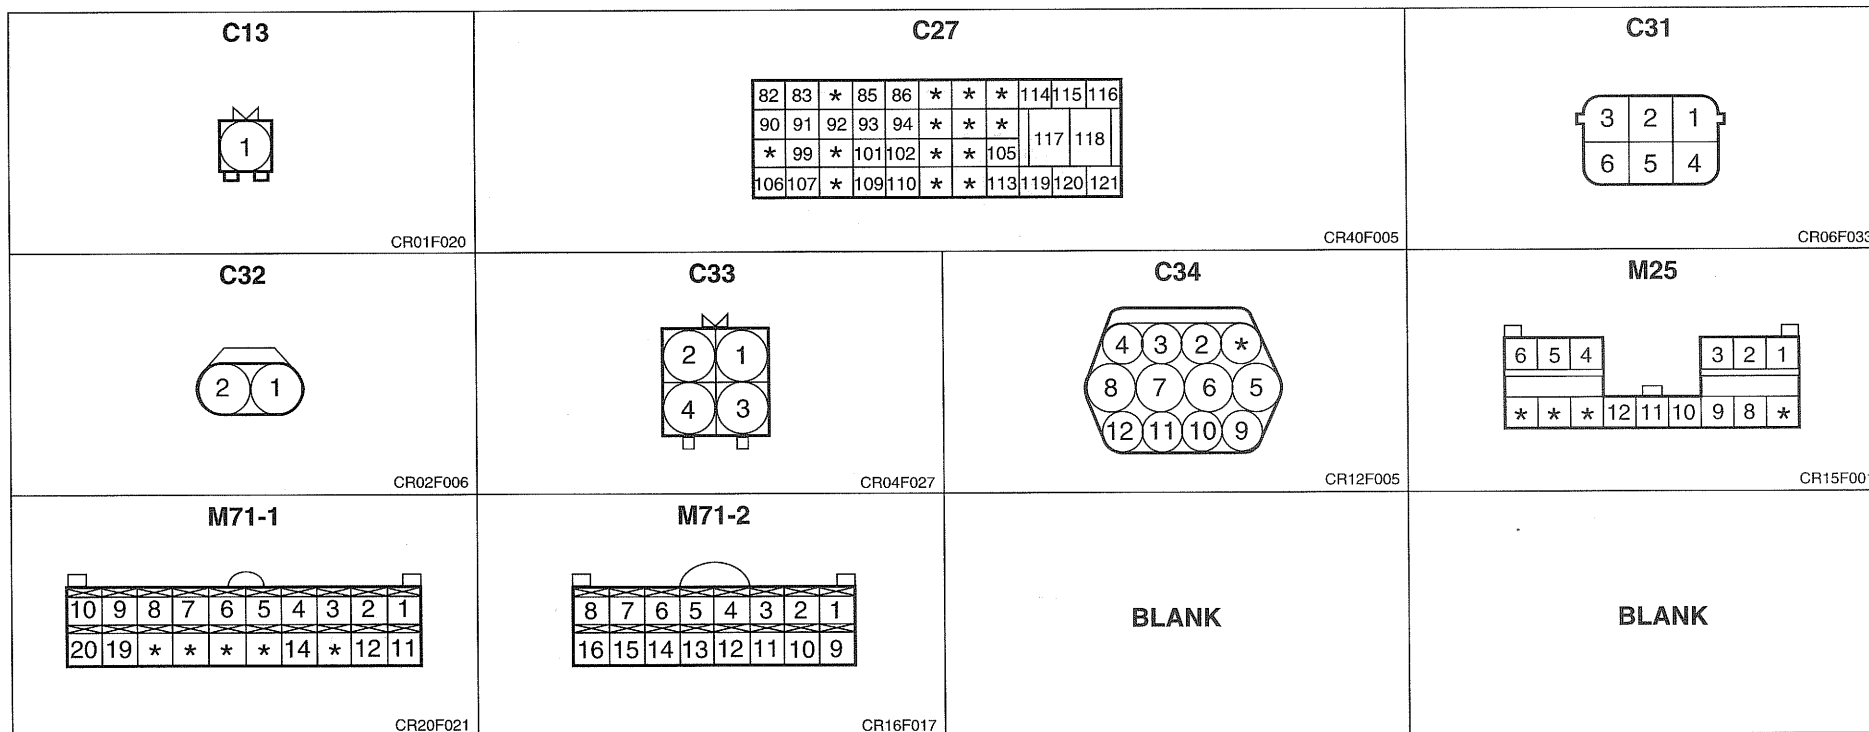 C13
1
CR01F020
C27
82 83 * 85 86 * * * 114 115 116
90 91 92 93 94 * * * 117 118
* 99 * 101 102 * * 105
106 107 * 109 110 * * 113 119 120 121
CR40F005
C31
3 2 1
6 5 4
CR06F033
C32
2 1
CR02F006
C33
2 1
4 3
CR04F027
C34
4 3 2 *
8 7 6 5
12 11 10 9
CR12F005
M25
6 5 4 3 2 1
* * * 12 11 10 9 8 *
CR15F001
M71-1
10 9 8 7 6 5 4 3 2 1
20 19 * * * * 14 * 12 11
CR20F021
M71-2
8 7 6 5 4 3 2 1
16 15 14 13 12 11 10 9
CR16F017
BLANK
BLANK